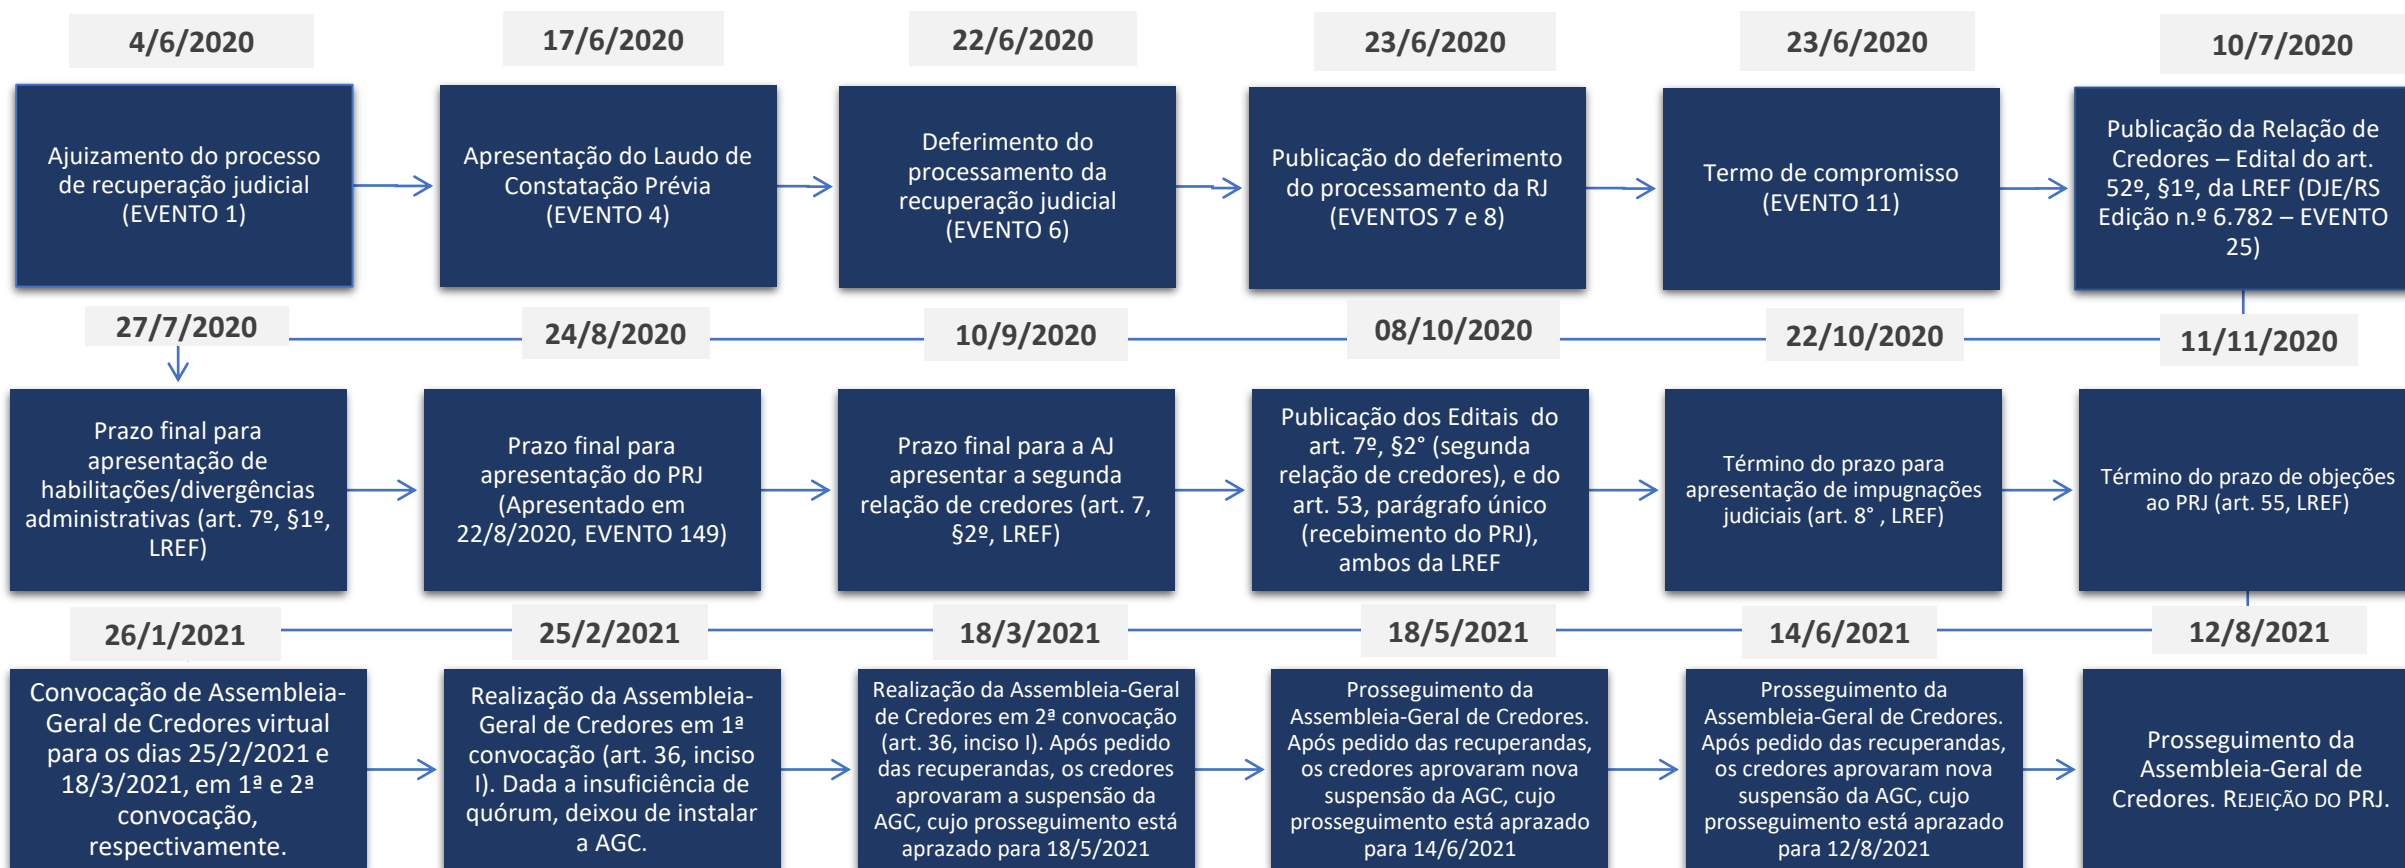 4/6/2020
Ajuizamento do processo
de recuperação judicial
(EVENTO 1)
17/6/2020
Apresentação do Laudo de
Constatação Prévia
(EVENTO 4)
22/6/2020
Deferimento do
processamento da
recuperação judicial
(EVENTO 6)
23/6/2020
Publicação do deferimento
do processamento da RJ
(EVENTOS 7 e 8)
23/6/2020
Termo de compromisso
(EVENTO 11)
10/7/2020
Publicação da Relação de
Credores – Edital do art.
52º, §1º, da LREF (DJE/RS
Edição n.º 6.782 – EVENTO
25)
27/7/2020
Prazo final para
apresentação de
habilitações/divergências
administrativas (art. 7º, §1º,
LREF)
24/8/2020
Prazo final para
apresentação do PRJ
(Apresentado em
22/8/2020, EVENTO 149)
10/9/2020
Prazo final para a AJ
apresentar a segunda
relação de credores (art. 7,
§2º, LREF)
08/10/2020
Publicação dos Editais do
art. 7º, §2° (segunda
relação de credores), e do
art. 53, parágrafo único
(recebimento do PRJ),
ambos da LREF
22/10/2020
Término do prazo para
apresentação de impugnações
judiciais (art. 8° , LREF)
11/11/2020
Término do prazo de objeções
ao PRJ (art. 55, LREF)
26/1/2021
Convocação de Assembleia-
Geral de Credores virtual
para os dias 25/2/2021 e
18/3/2021, em 1ª e 2ª
convocação,
respectivamente.
25/2/2021
Realização da Assembleia-
Geral de Credores em 1ª
convocação (art. 36, inciso
I). Dada a insuficiência de
quórum, deixou de instalar
a AGC.
18/3/2021
Realização da Assembleia-Geral
de Credores em 2ª convocação
(art. 36, inciso I). Após pedido
das recuperandas, os credores
aprovaram a suspensão da
AGC, cujo prosseguimento está
aprazado para 18/5/2021
18/5/2021
Prosseguimento da
Assembleia-Geral de Credores.
Após pedido das recuperandas,
os credores aprovaram nova
suspensão da AGC, cujo
prosseguimento está aprazado
para 14/6/2021
14/6/2021
Prosseguimento da
Assembleia-Geral de Credores.
Após pedido das recuperandas,
os credores aprovaram nova
suspensão da AGC, cujo
prosseguimento está aprazado
para 12/8/2021
12/8/2021
Prosseguimento da
Assembleia-Geral de
Credores. REJEIÇÃO DO PRJ.